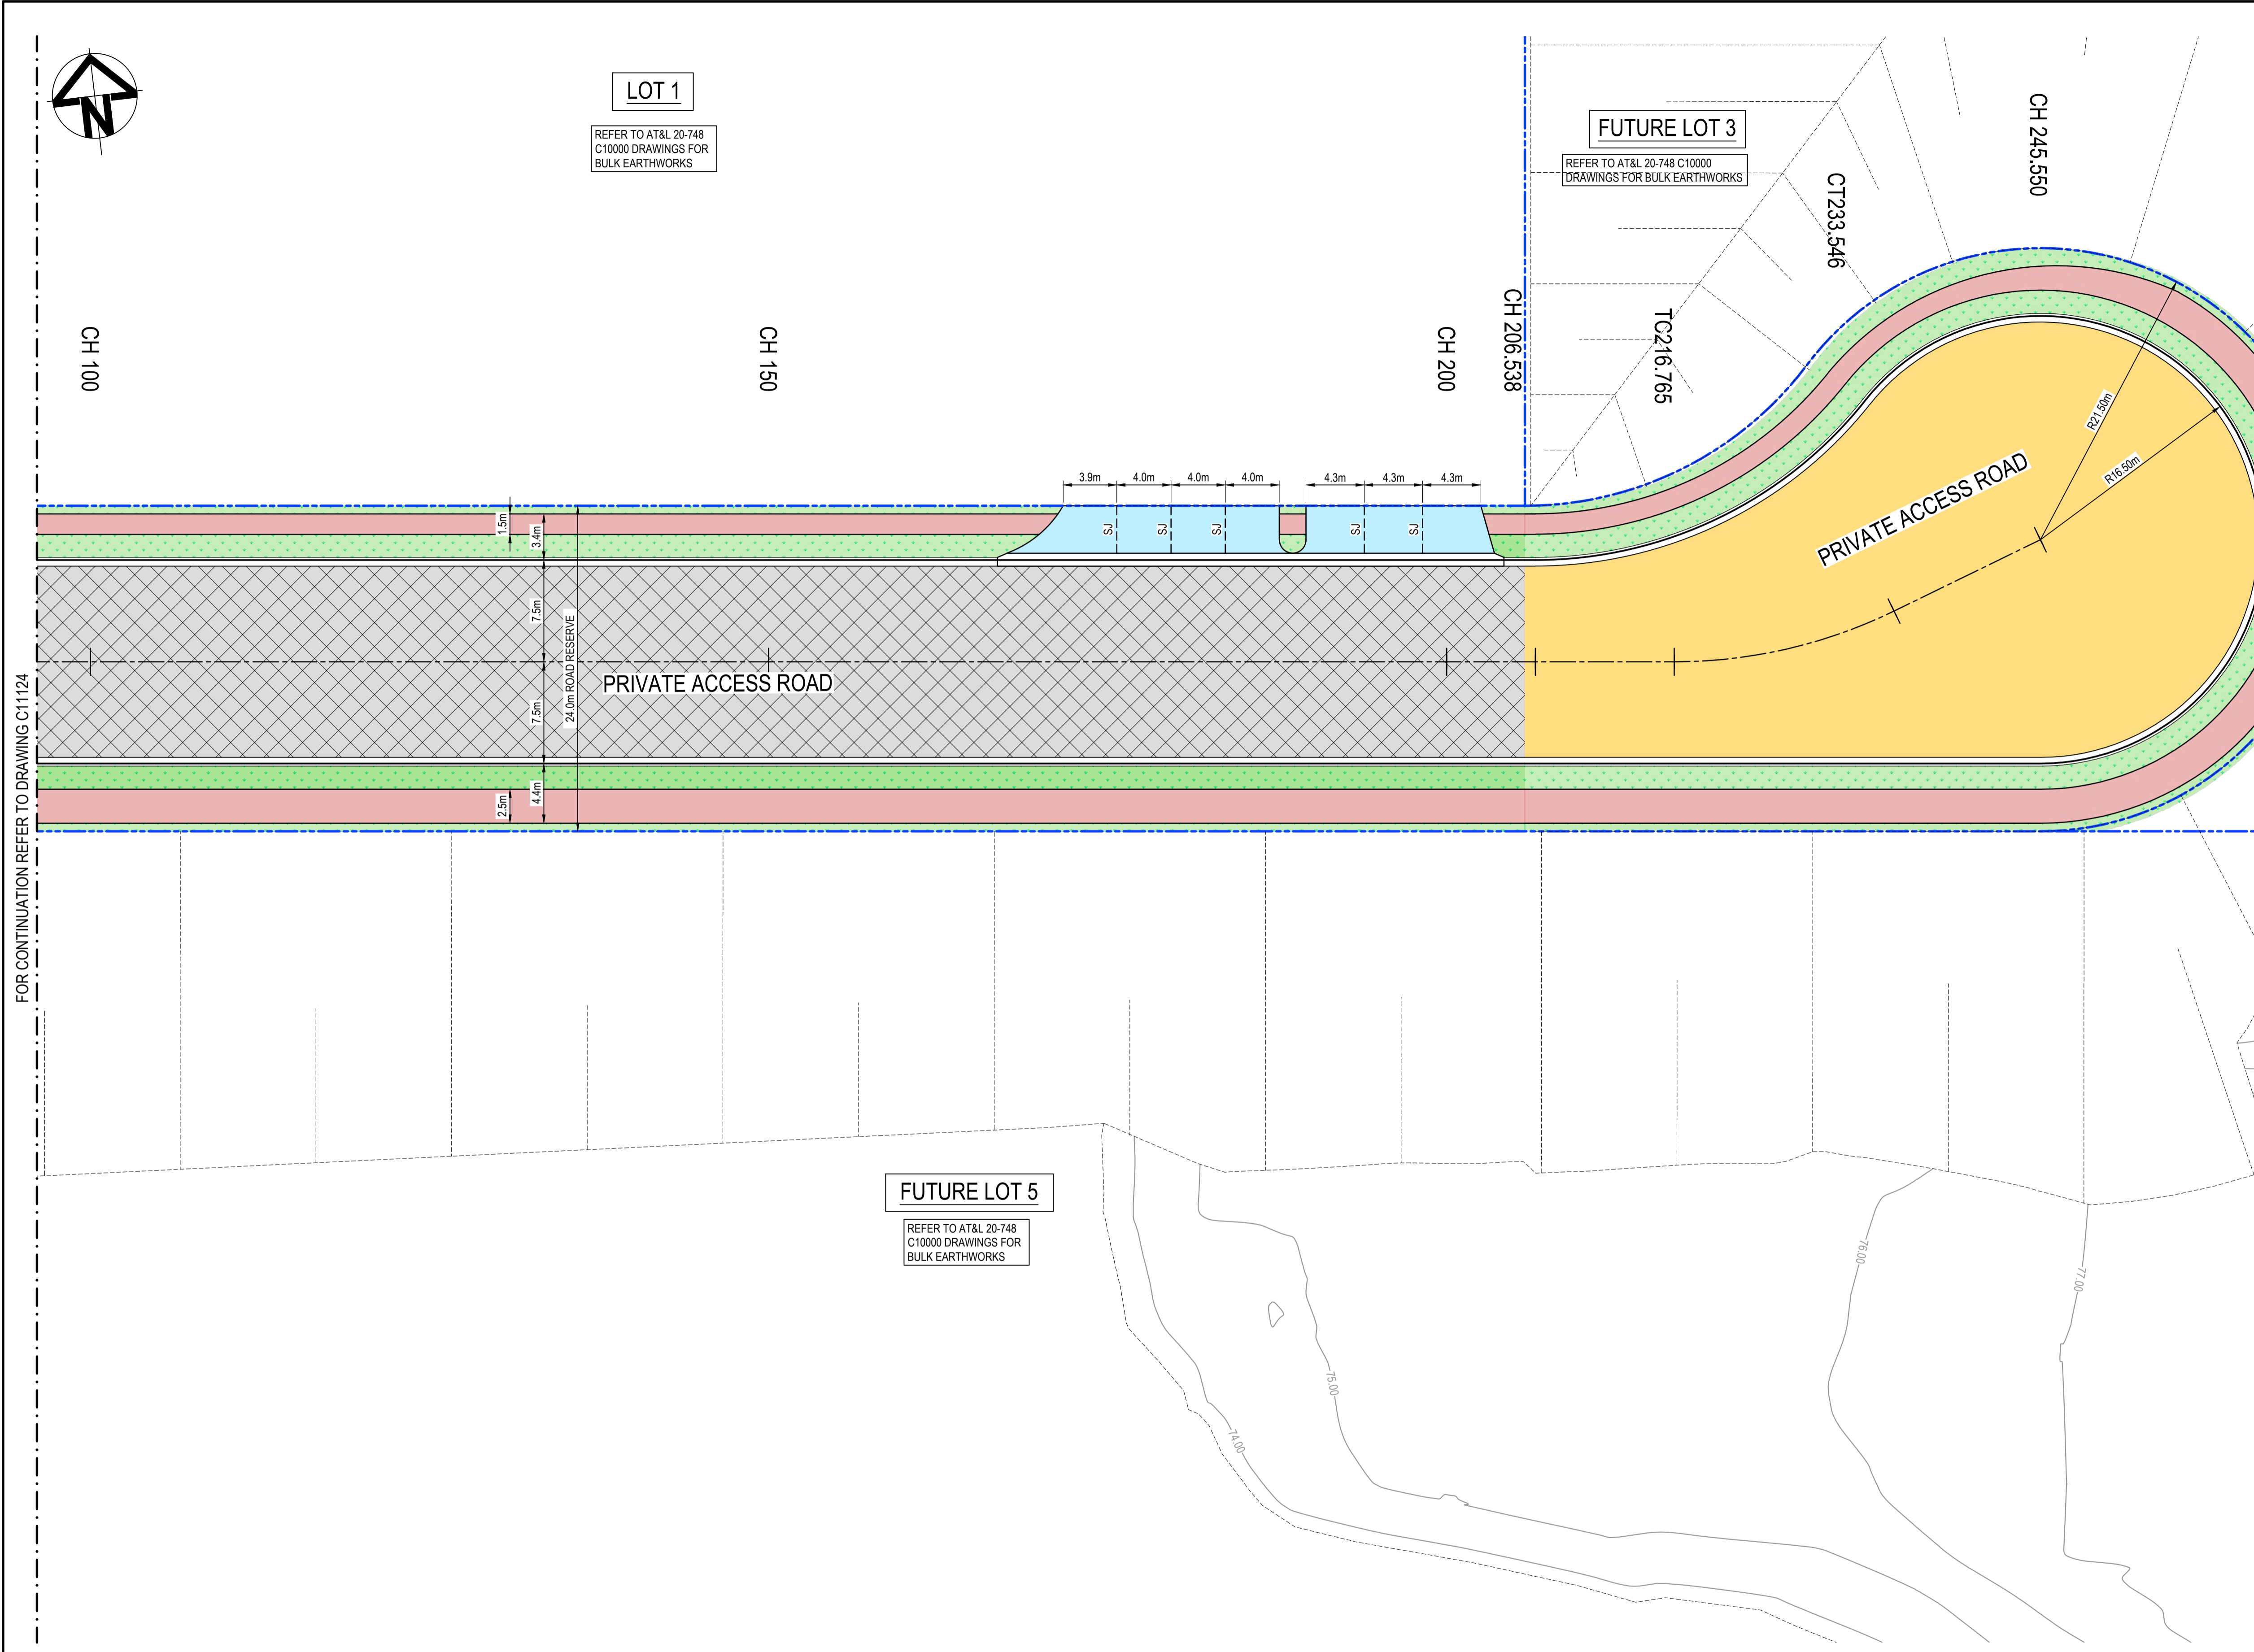 N
LOT 1
REFER TO AT&L 20-748
C10000 DRAWINGS FOR
BULK EARTHWORKS
FUTURE LOT 3
REFER TO AT&L 20-748 C10000
DRAWINGS FOR BULK EARTHWORKS
CH 100
CH 150
CH 200
CH 206.538
TC216.765
CT233.546
CH 245.550
3.9m
4.0m
4.0m
4.0m
4.3m
4.3m
4.3m
SJ
SJ
SJ
SJ
SJ
1.5m
3.4m
7.5m
7.5m
24.0m ROAD RESERVE
2.5m
4.4m
R21.50m
R16.50m
PRIVATE ACCESS ROAD
PRIVATE ACCESS ROAD
FOR CONTINUATION REFER TO DRAWING C11124
FUTURE LOT 5
REFER TO AT&L 20-748
C10000 DRAWINGS FOR
BULK EARTHWORKS
74.00
75.00
76.00
77.00